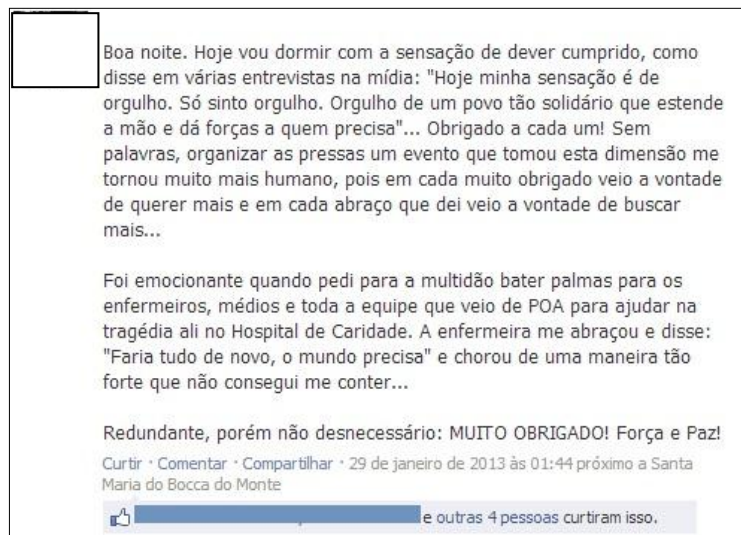 Boa noite. Hoje vou dormir com a sensação de dever cumprido, como
disse em várias entrevistas na mídia: "Hoje minha sensação é de
orgulho. Só sinto orgulho. Orgulho de um povo tão solidário que estende
a mão e dá forças a quem precisa"... Obrigado a cada um! Sem
palavras, organizar as pressas um evento que tomou esta dimensão me
tornou muito mais humano, pois em cada muito obrigado veio a vontade
de querer mais e em cada abraço que dei veio a vontade de buscar
mais...
Foi emocionante quando pedi para a multidão bater palmas para os
enfermeiros, médios e toda a equipe que veio de POA para ajudar na
tragédia ali no Hospital de Caridade. A enfermeira me abraçou e disse:
"Faria tudo de novo, o mundo precisa" e chorou de uma maneira tão
forte que não consegui me conter...
Redundante, porém não desnecessário: MUITO OBRIGADO! Força e Paz!
Curtir · Comentar · Compartilhar · 29 de janeiro de 2013 às 01:44 próximo a Santa
Maria do Bocca do Monte
e outras 4 pessoas curtiram isso.